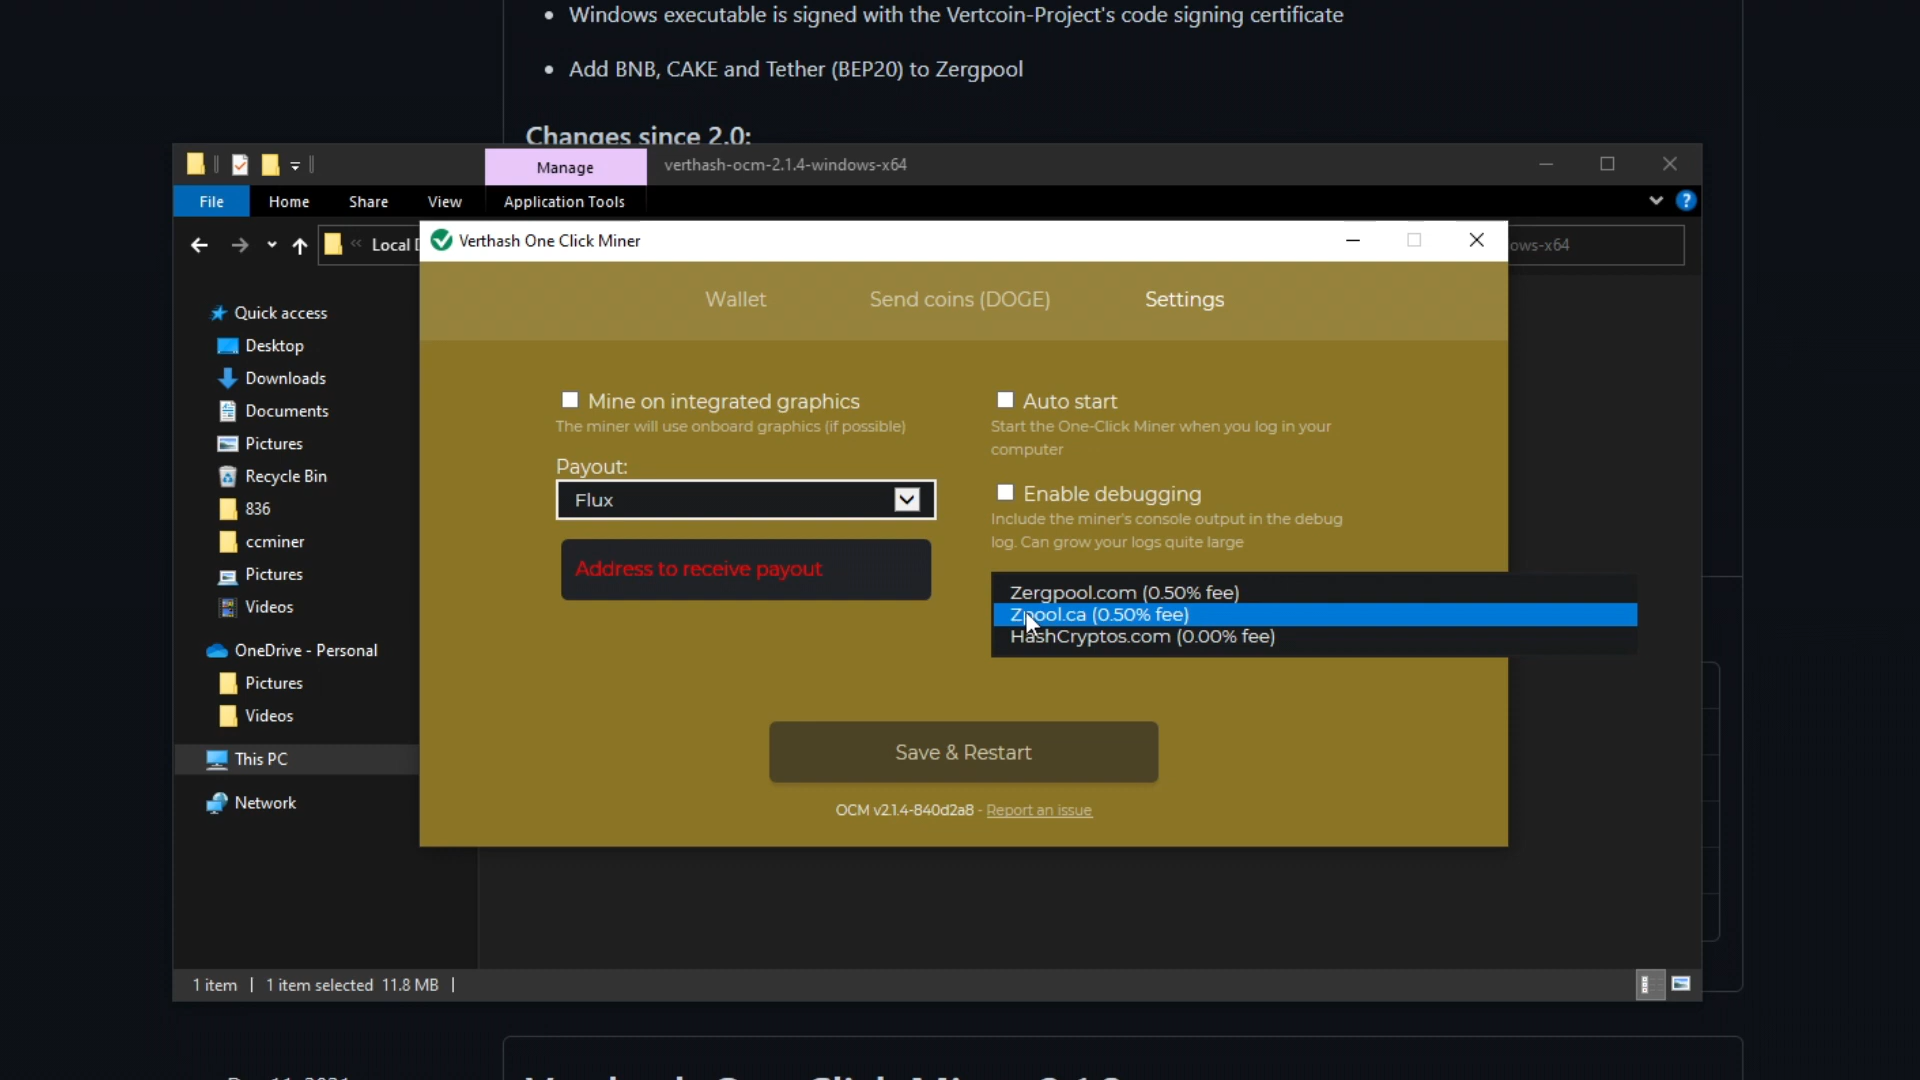 Windows executable is signed with the Vertcoin-Project's code signing certificate
Add BNB, CAKE and Tether (BEP20) to Zergpool
Changes since 2.0:
Manage
verthash-ocm-2.1.4-windows-x64
File
Home
Share
View
Application Tools
?
« Local
ows-x64
Verthash One Click Miner
Wallet
Send coins (DOGE)
Settings
Quick access
Desktop
Downloads
Documents
Pictures
Recycle Bin
836
ccminer
Pictures
Videos
OneDrive - Personal
Pictures
Videos
This PC
Network
Mine on integrated graphics
The miner will use onboard graphics (if possible)
Payout:
Flux
Address to receive payout
Auto start
Start the One-Click Miner when you log in your
computer
Enable debugging
Include the miner's console output in the debug
log. Can grow your logs quite large
Zergpool.com (0.50% fee)
Zpool.ca (0.50% fee)
HashCryptos.com (0.00% fee)
Save & Restart
OCM v2.1.4-840d2a8 - Report an issue
1 item
1 item selected 11.8 MB